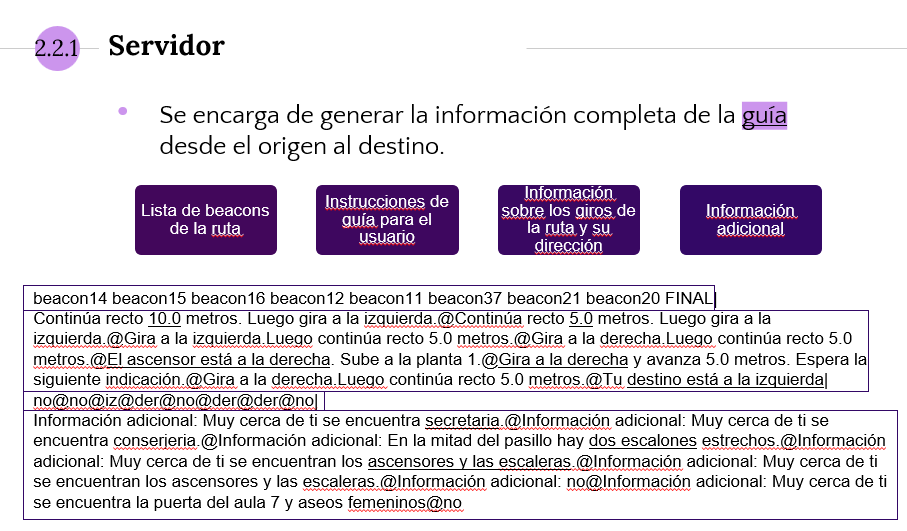 2.2.1 Servidor
Se encarga de generar la información completa de la guía
desde el origen al destino.
Lista de beacons
de la ruta
Instrucciones de
guía para el
usuario
Información
sobre los giros de
la ruta y su
dirección
Información
adicional
beacon14 beacon15 beacon16 beacon12 beacon11 beacon37 beacon21 beacon20 FINAL|
Continúa recto 10.0 metros. Luego gira a la izquierda.@Continúa recto 5.0 metros. Luego gira a la
izquierda.@Gira a la izquierda.Luego continúa recto 5.0 metros.@Gira a la derecha.Luego continúa recto 5.0
metros.@El ascensor está a la derecha. Sube a la planta 1.@Gira a la derecha y avanza 5.0 metros. Espera la
siguiente indicación.@Gira a la derecha.Luego continúa recto 5.0 metros.@Tu destino está a la izquierda|
no@no@iz@der@no@der@der@no|
Información adicional: Muy cerca de ti se encuentra secretaria.@Información adicional: Muy cerca de ti se
encuentra conserjeria.@Información adicional: En la mitad del pasillo hay dos escalones estrechos.@Información
adicional: Muy cerca de ti se encuentran los ascensores y las escaleras.@Información adicional: Muy cerca de ti
se encuentran los ascensores y las escaleras.@Información adicional: no@Información adicional: Muy cerca de ti
se encuentra la puerta del aula 7 y aseos femeninos@no